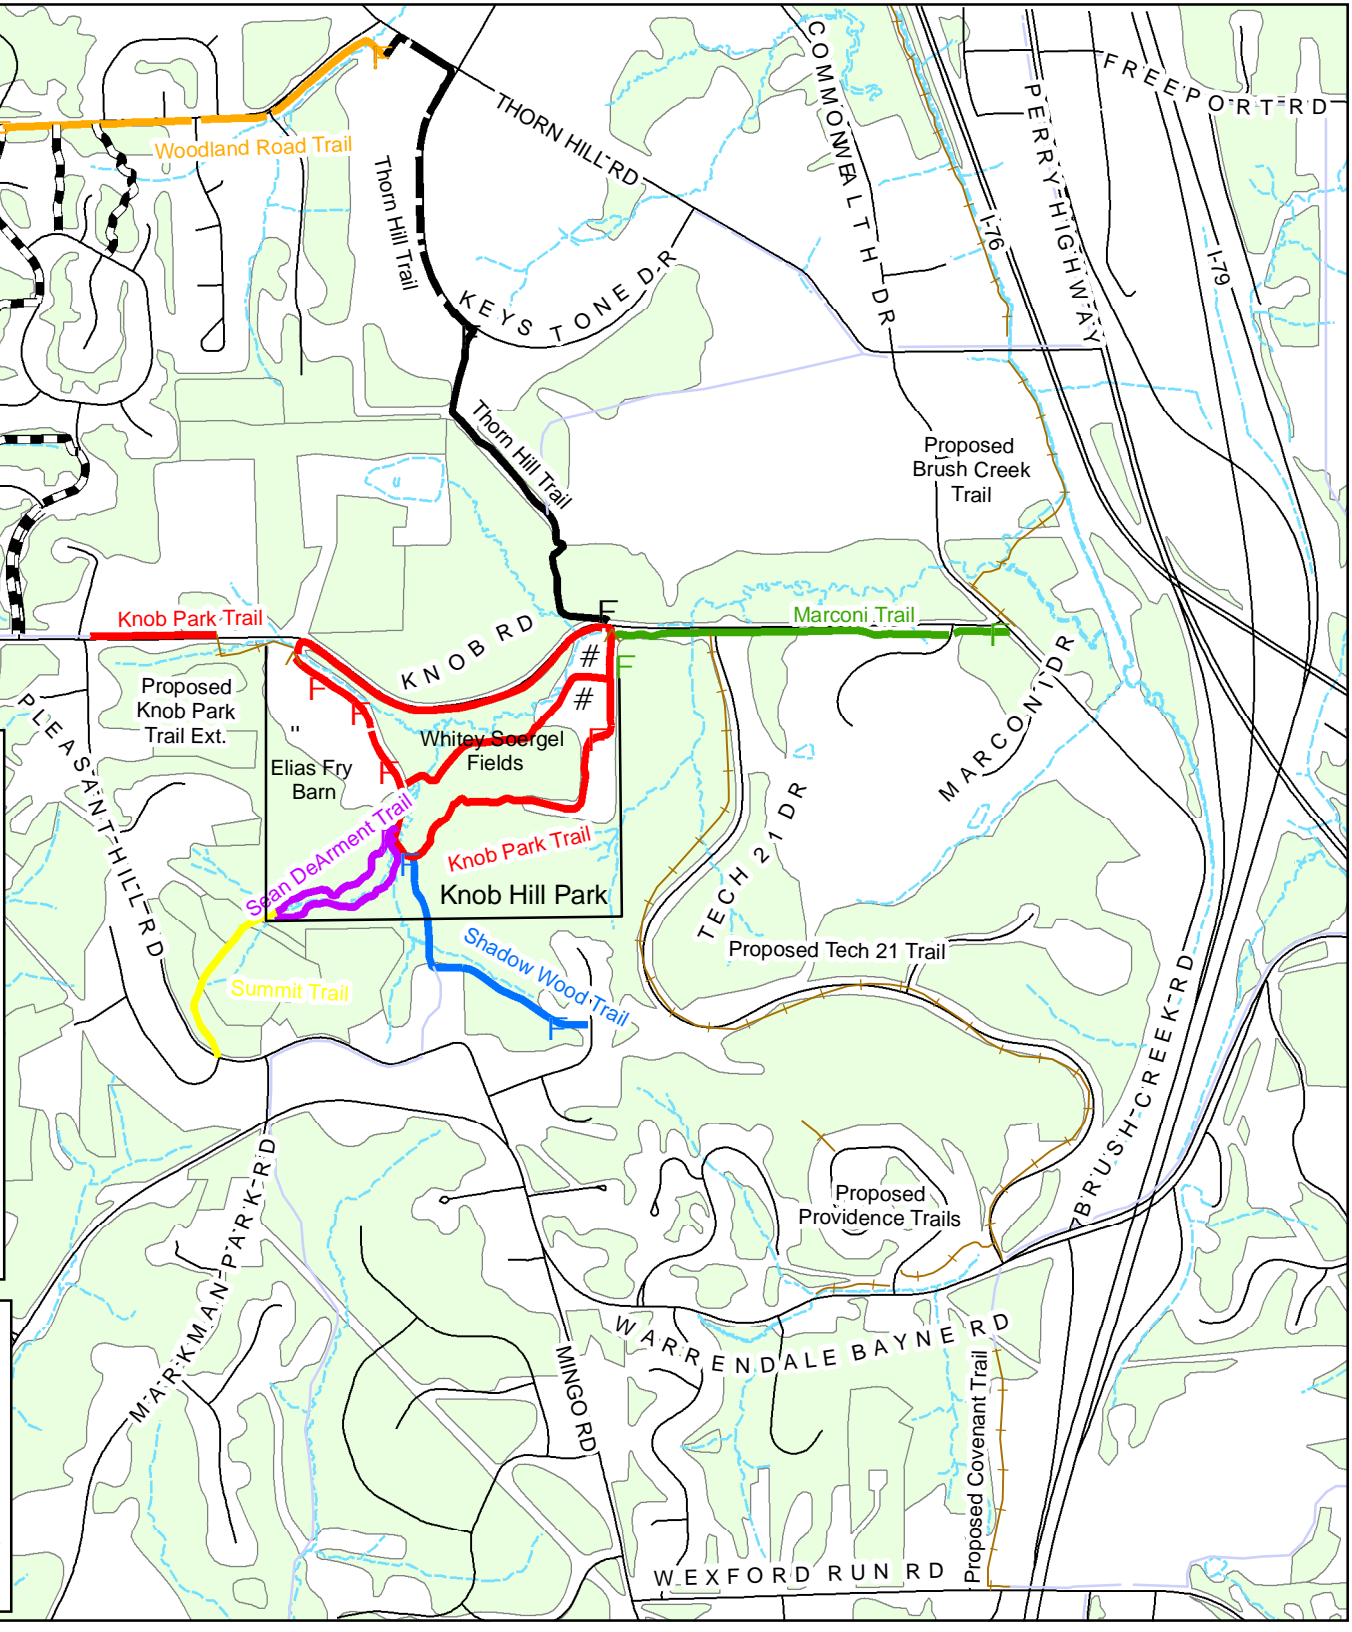 COMMONWEALTH DR
FREEPORT RD
PERRY HIGHWAY
THORN HILL RD
Woodland Road Trail
Thorn Hill Trail
I-76
I-79
KEYSTONE DR
Thorn Hill Trail
Proposed
Brush Creek
Trail
Knob Park Trail
KNOB RD
F
Marconi Trail
F
F
#
#
MARCONI DR
Proposed
Knob Park
Trail Ext.
F
F
F
F
F
"
Whitey Soergel
Fields
Elias Fry
Barn
PLEASANT HILL RD
Sean DeArment Trail
Knob Park Trail
F
Knob Hill Park
TECH 21 DR
Shadow Wood Trail
F
Proposed Tech 21 Trail
Summit Trail
BRUSH CREEK RD
MARKMAN PARK RD
Proposed
Providence Trails
WARRENDALE BAYNE RD
MINGO RD
Proposed Covenant Trail
WEXFORD RUN RD